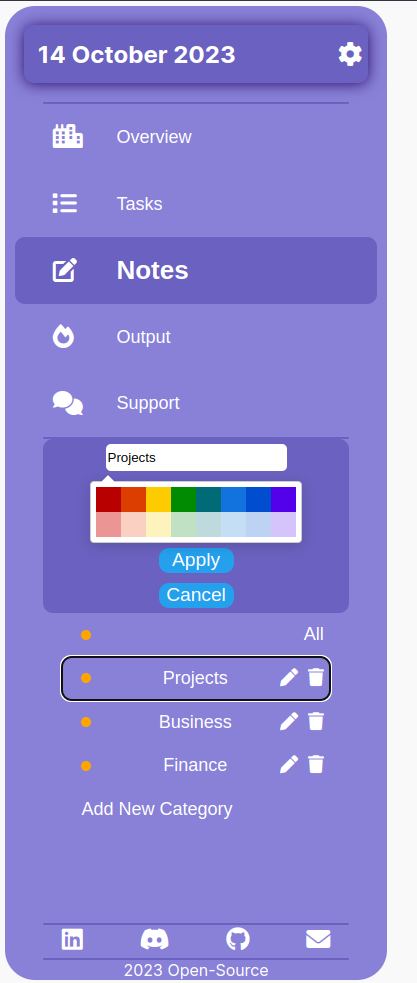 14 October 2023
Overview
Tasks
Notes
Output
Support
Projects
Apply
Cancel
All
Projects
Business
Finance
Add New Category
in
2023 Open-Source